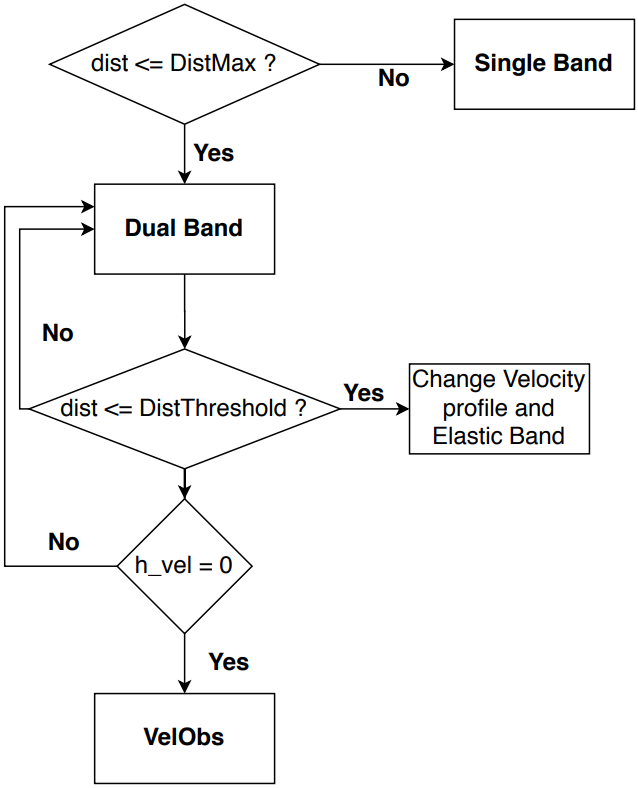 dist <= DistMax ?
No
Single Band
Yes
Dual Band
No
dist <= DistThreshold ?
Yes
Change Velocity
profile and
Elastic Band
No
h_vel = 0
Yes
VelObs